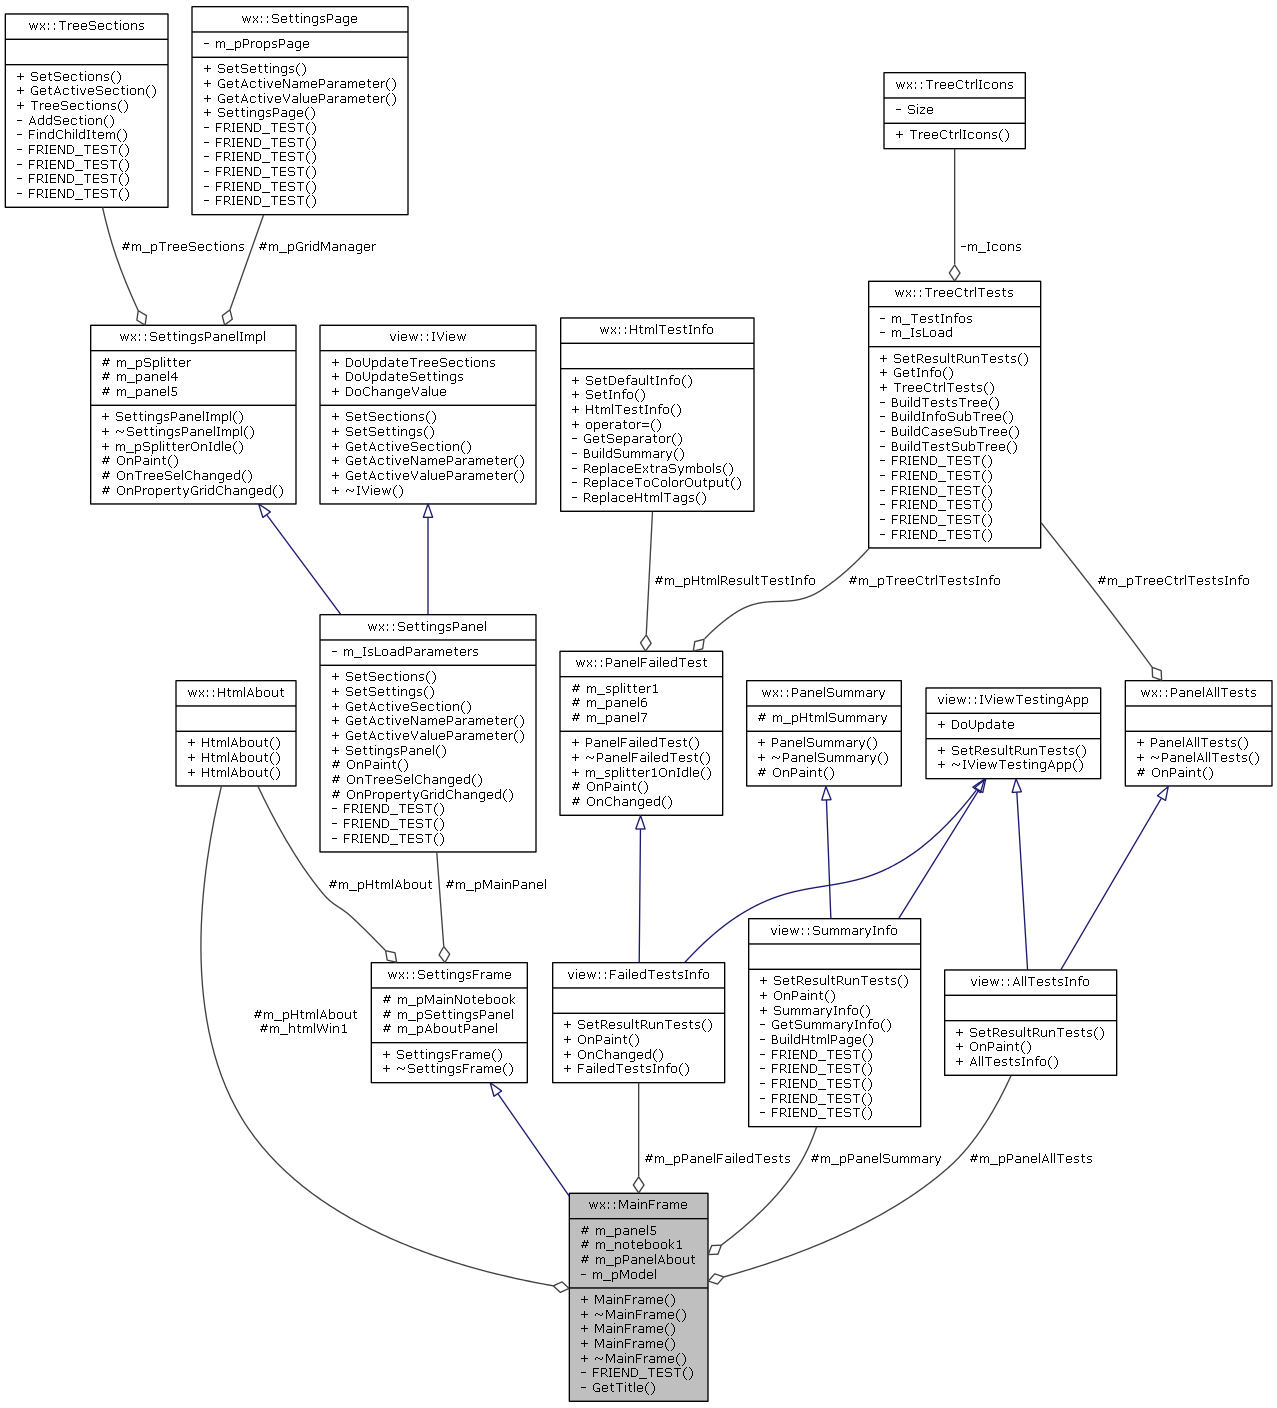 wx::TreeSections
+ SetSections()
+ GetActiveSection()
+ TreeSections()
- AddSection()
- FindChildItem()
- FRIEND_TEST()
- FRIEND_TEST()
- FRIEND_TEST()
- FRIEND_TEST()
wx::SettingsPage
- m_pPropsPage
+ SetSettings()
+ GetActiveNameParameter()
+ GetActiveValueParameter()
+ SettingsPage()
- FRIEND_TEST()
- FRIEND_TEST()
- FRIEND_TEST()
- FRIEND_TEST()
- FRIEND_TEST()
- FRIEND_TEST()
wx::TreeCtrlIcons
- Size
+ TreeCtrlIcons()
#m_pTreeSections
#m_pGridManager
-m_Icons
wx::SettingsPanelImpl
# m_pSplitter
# m_panel4
# m_panel5
+ SettingsPanelImpl()
+ ~SettingsPanelImpl()
+ m_pSplitterOnIdle()
# OnPaint()
# OnTreeSelChanged()
# OnPropertyGridChanged()
view::IView
+ DoUpdateTreeSections
+ DoUpdateSettings
+ DoChangeValue
+ SetSections()
+ SetSettings()
+ GetActiveSection()
+ GetActiveNameParameter()
+ GetActiveValueParameter()
+ ~IView()
wx::HtmlTestInfo
+ SetDefaultInfo()
+ SetInfo()
+ HtmlTestInfo()
+ operator=()
- GetSeparator()
- BuildSummary()
- ReplaceExtraSymbols()
- ReplaceToColorOutput()
- ReplaceHtmlTags()
wx::TreeCtrlTests
- m_TestInfos
- m_IsLoad
+ SetResultRunTests()
+ GetInfo()
+ TreeCtrlTests()
- BuildTestsTree()
- BuildInfoSubTree()
- BuildCaseSubTree()
- BuildTestSubTree()
- FRIEND_TEST()
- FRIEND_TEST()
- FRIEND_TEST()
- FRIEND_TEST()
- FRIEND_TEST()
- FRIEND_TEST()
#m_pHtmlResultTestInfo
#m_pTreeCtrlTestsInfo
#m_pTreeCtrlTestsInfo
wx::HtmlAbout
+ HtmlAbout()
+ HtmlAbout()
+ HtmlAbout()
wx::SettingsPanel
- m_IsLoadParameters
+ SetSections()
+ SetSettings()
+ GetActiveSection()
+ GetActiveNameParameter()
+ GetActiveValueParameter()
+ SettingsPanel()
# OnPaint()
# OnTreeSelChanged()
# OnPropertyGridChanged()
- FRIEND_TEST()
- FRIEND_TEST()
- FRIEND_TEST()
wx::PanelFailedTest
# m_splitter1
# m_panel6
# m_panel7
+ PanelFailedTest()
+ ~PanelFailedTest()
+ m_splitter1OnIdle()
# OnPaint()
# OnChanged()
wx::PanelSummary
# m_pHtmlSummary
+ PanelSummary()
+ ~PanelSummary()
# OnPaint()
view::IViewTestingApp
+ DoUpdate
+ SetResultRunTests()
+ ~IViewTestingApp()
wx::PanelAllTests
+ PanelAllTests()
+ ~PanelAllTests()
# OnPaint()
#m_pHtmlAbout
#m_pMainPanel
#m_pHtmlAbout
#m_htmlWin1
wx::SettingsFrame
# m_pMainNotebook
# m_pSettingsPanel
# m_pAboutPanel
+ SettingsFrame()
+ ~SettingsFrame()
view::FailedTestsInfo
+ SetResultRunTests()
+ OnPaint()
+ OnChanged()
+ FailedTestsInfo()
view::SummaryInfo
+ SetResultRunTests()
+ OnPaint()
+ SummaryInfo()
- GetSummaryInfo()
- BuildHtmlPage()
- FRIEND_TEST()
- FRIEND_TEST()
- FRIEND_TEST()
- FRIEND_TEST()
- FRIEND_TEST()
view::AllTestsInfo
+ SetResultRunTests()
+ OnPaint()
+ AllTestsInfo()
#m_pPanelFailedTests
#m_pPanelSummary
#m_pPanelAllTests
wx::MainFrame
# m_panel5
# m_notebook1
# m_pPanelAbout
- m_pModel
+ MainFrame()
+ ~MainFrame()
+ MainFrame()
+ MainFrame()
+ ~MainFrame()
- FRIEND_TEST()
- GetTitle()